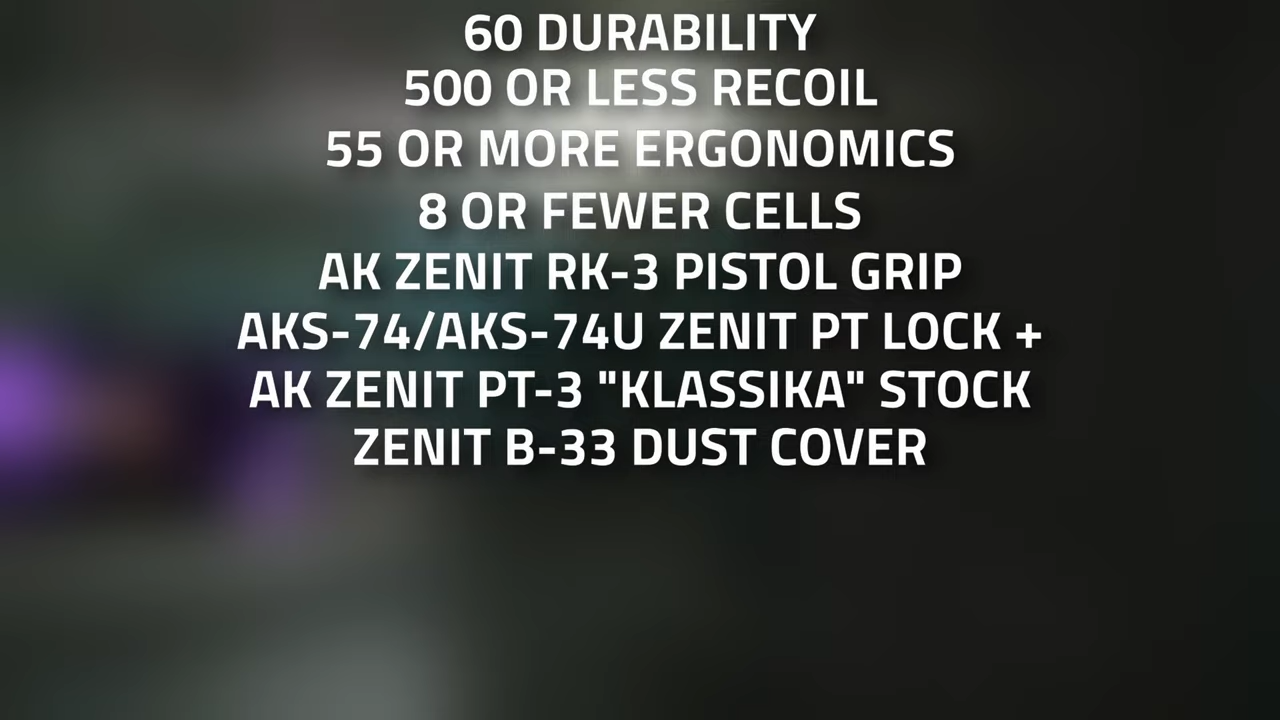 60 DURABILITY
500 OR LESS RECOIL
55 OR MORE ERGONOMICS
8 OR FEWER CELLS
AK ZENIT RK-3 PISTOL GRIP
AKS-74/AKS-74U ZENIT PT LOCK +
AK ZENIT PT-3 "KLASSIKA" STOCK
ZENIT B-33 DUST COVER